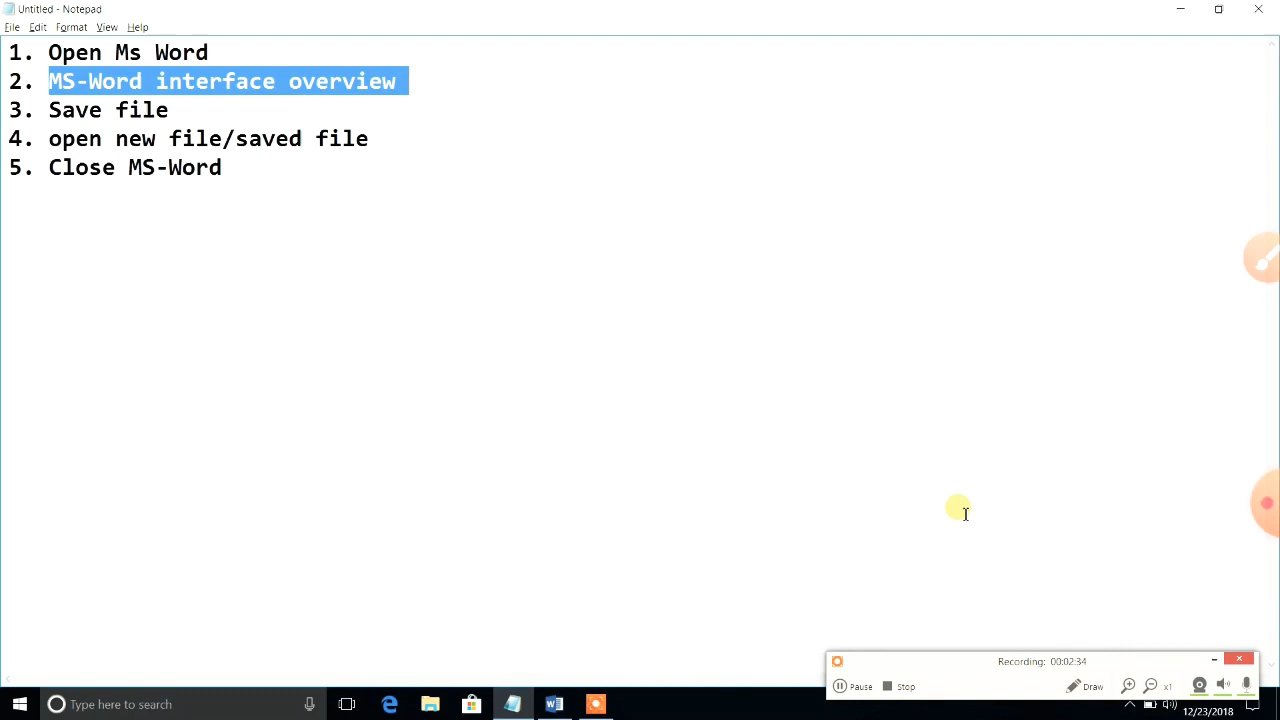 Untitled - Notepad
File Edit Format View Help
1. Open Ms Word
2. MS-Word interface overview
3. Save file
4. open new file/saved file
5. Close MS-Word
Recording: 00:02:34
Pause Stop Draw x1
Type here to search
12/23/2018